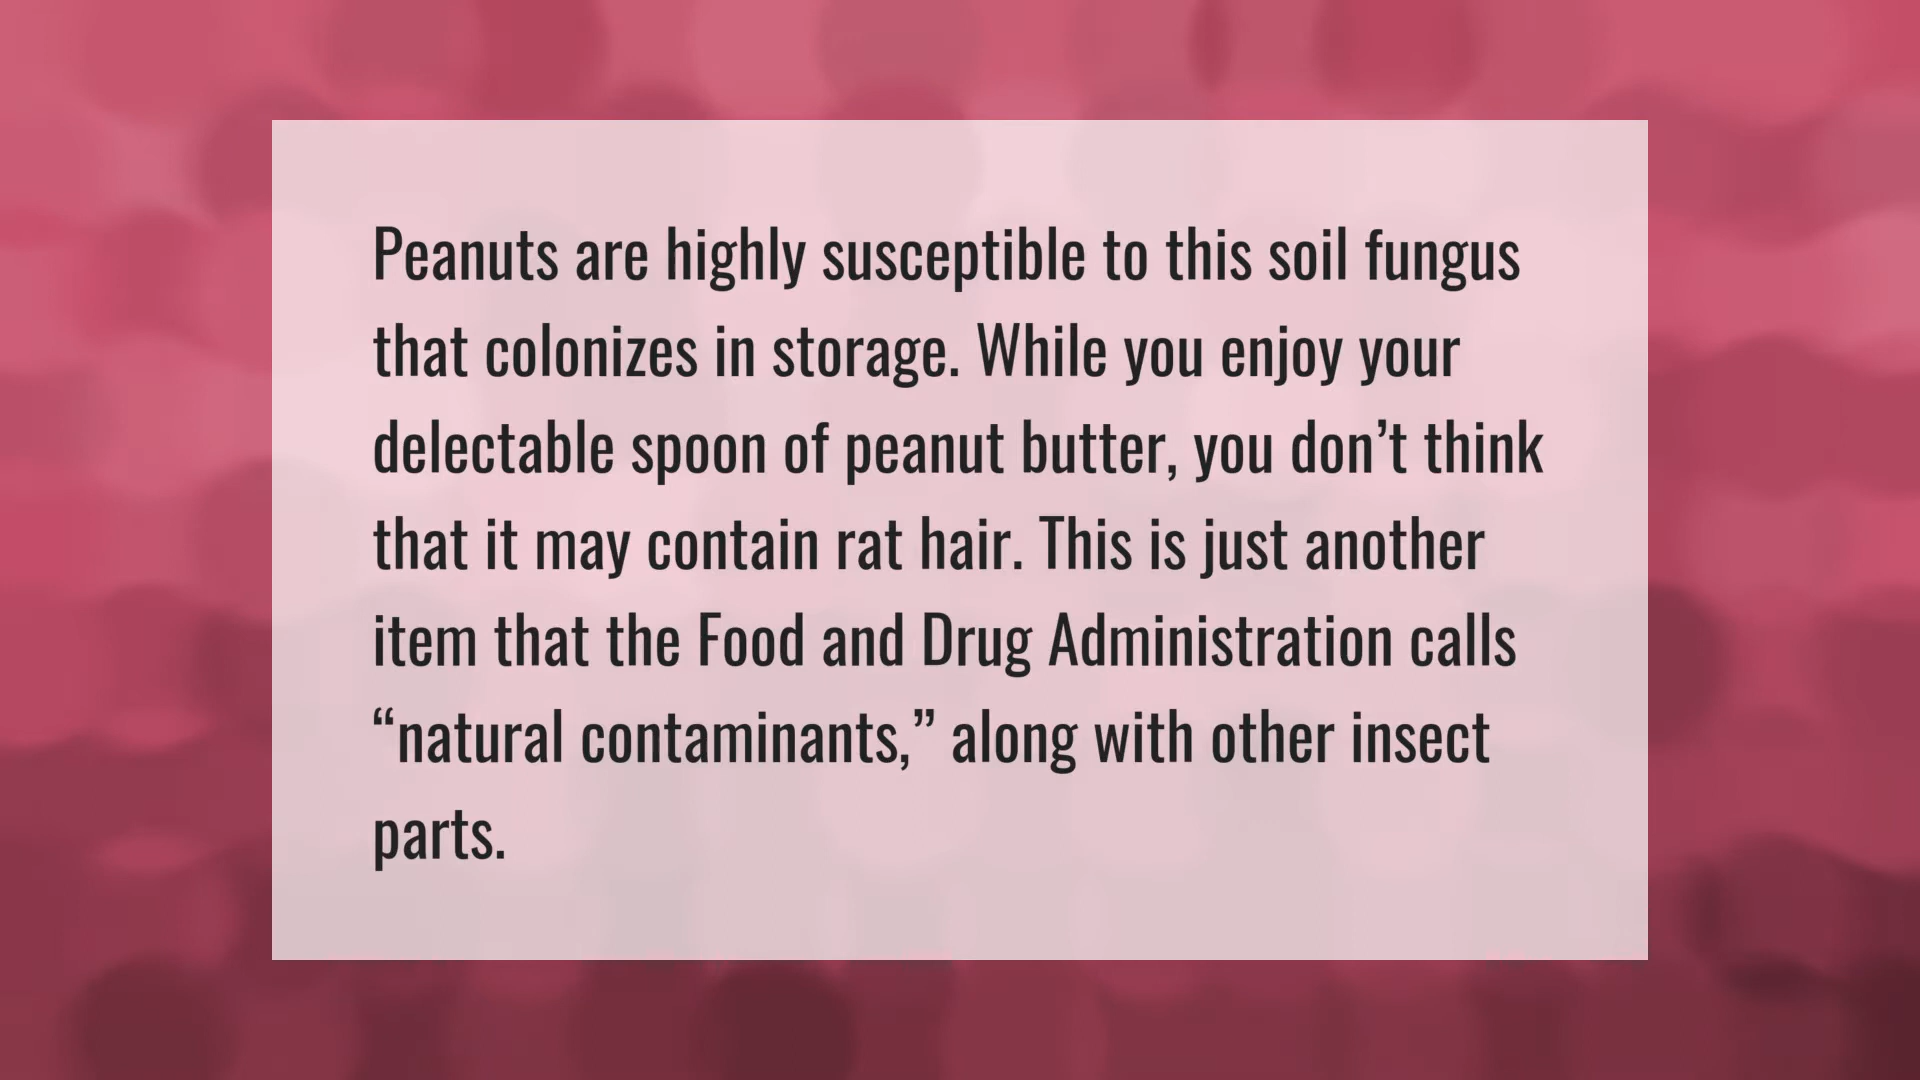 Peanuts are highly susceptible to this soil fungus
that colonizes in storage. While you enjoy your
delectable spoon of peanut butter, you don’t think
that it may contain rat hair. This is just another
item that the Food and Drug Administration calls
“natural contaminants,” along with other insect
parts.